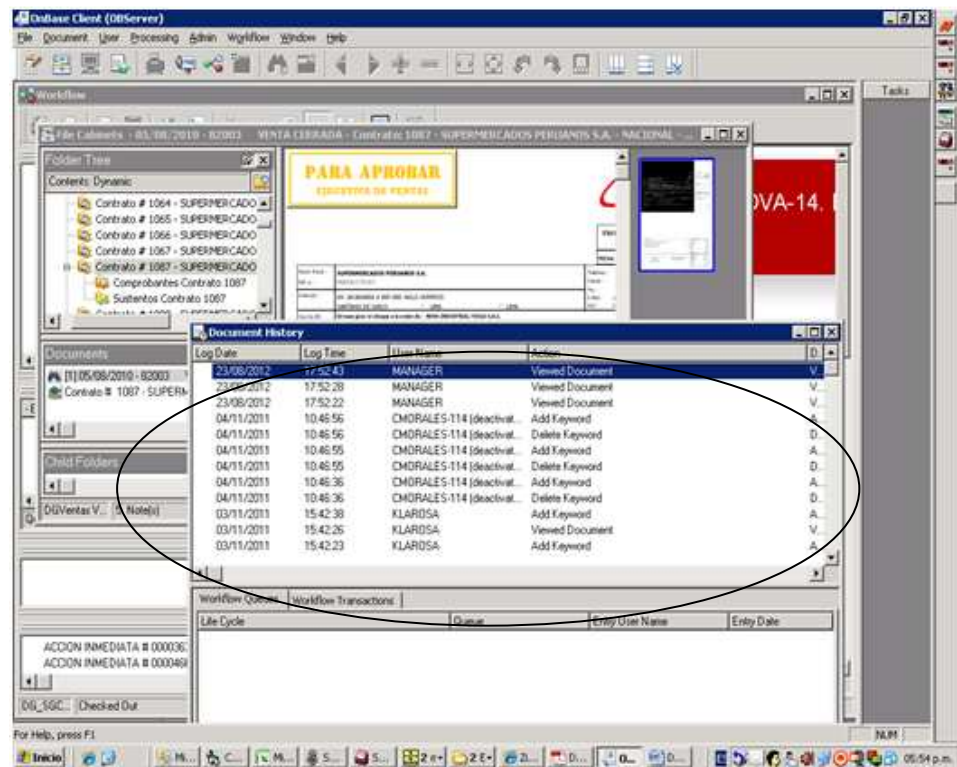 OnBase Client (OBServer)
File Document User Processing Admin Workflow Window Help
Workflow
Tasks
File Cabinets - 05/08/2010 - 82003 VENTA CERRADA - Contrato: 1087 - SUPERMERCADOS PERUANOS S.A. - NACIONAL - ...
Folder Tree
Contents: Dynamic
Contrato # 1064 - SUPERMERCADO
Contrato # 1065 - SUPERMERCADO
Contrato # 1066 - SUPERMERCADO
Contrato # 1067 - SUPERMERCADO
Contrato # 1087 - SUPERMERCADO
Comprobantes Contrato 1087
Sustentos Contrato 1087
PARA APROBAR
EJECUTIVO DE VENTAS
SUPERMERCADOS PERUANOS S.A.
OVA-14.
Documents
[1] 05/08/2010 - 82003
Contrato # 1087 - SUPERM
Child Folders
DGVentas V... 5 Note(s)
Document History
Log Date Log Time User Name Action D..
23/08/2012 17:52:43 MANAGER Viewed Document V..
23/08/2012 17:52:28 MANAGER Viewed Document V..
23/08/2012 17:52:22 MANAGER Viewed Document V..
04/11/2011 10:46:56 CMORALES-114 (deactivat... Add Keyword A..
04/11/2011 10:46:56 CMORALES-114 (deactivat... Delete Keyword D..
04/11/2011 10:46:55 CMORALES-114 (deactivat... Add Keyword A..
04/11/2011 10:46:55 CMORALES-114 (deactivat... Delete Keyword D..
04/11/2011 10:46:36 CMORALES-114 (deactivat... Add Keyword A..
04/11/2011 10:46:36 CMORALES-114 (deactivat... Delete Keyword D..
03/11/2011 15:42:38 KLAROSA Add Keyword A..
03/11/2011 15:42:26 KLAROSA Viewed Document V..
03/11/2011 15:42:23 KLAROSA Add Keyword A..
Workflow Queues Workflow Transactions
Life Cycle Queue Entry User Name Entry Date
ACCION INMEDIATA # 000036
ACCION INMEDIATA # 000046
DG_SGC... Checked Out
For Help, press F1
NUM
Inicio Mi... C... M... S... S... 2 e 2 E 2... D... O... D... 05:54 p.m.